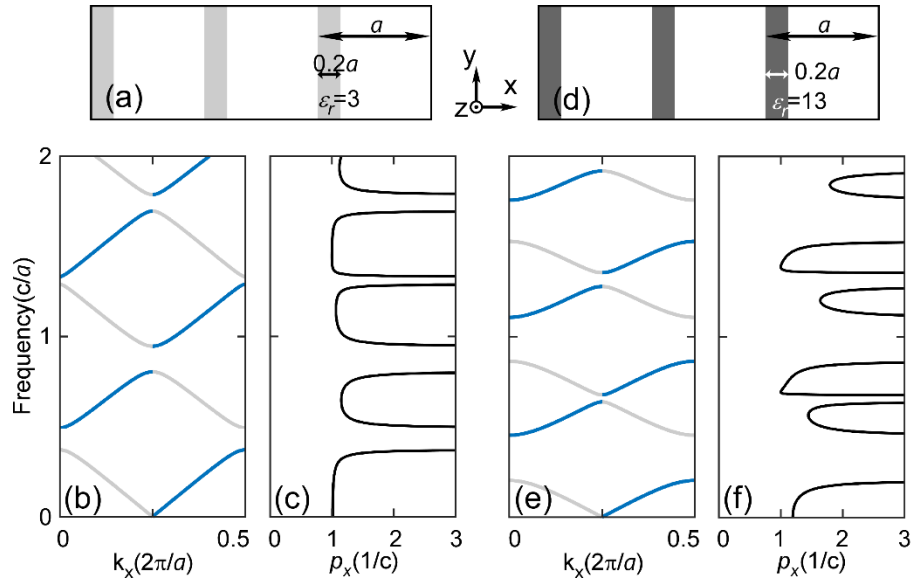 (a)
a
0.2a
εr=3
y
x
z
(d)
a
0.2a
εr=13
2
1
0
Frequency(c/a)
(b)
0
0.5
kx(2π/a)
(c)
0
1
2
3
px(1/c)
(e)
0
0.5
kx(2π/a)
(f)
0
1
2
3
px(1/c)